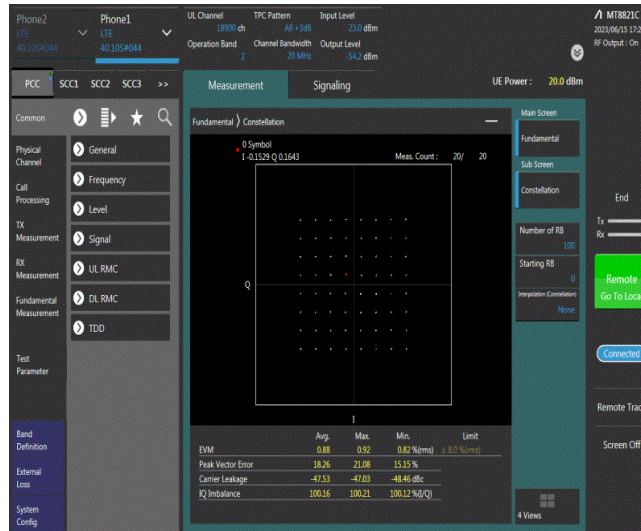 Phone2
LTE
40.105#044
Phone1
LTE
40.105#044
UL Channel
18900 ch
TPC Pattern
All +3dB
Input Level
23.0 dBm
Operation Band
2
Channel Bandwidth
20 MHz
Output Level
-54.2 dBm
MT8821C
2023/06/15 17:2
RF Output : On
PCC
SCC1
SCC2
SCC3
>>
Measurement
Signaling
UE Power : 20.0 dBm
Common
Physical
Channel
Call
Processing
TX
Measurement
RX
Measurement
Fundamental
Measurement
Test
Parameter
Band
Definition
External
Loss
System
Config
General
Frequency
Level
Signal
UL RMC
DL RMC
TDD
Fundamental ⟩ Constellation
0 Symbol
I -0.1529 Q 0.1643
Meas. Count : 20/ 20
Q
I
Avg. Max. Min. Limit
EVM 0.88 0.92 0.82 %(rms) ≤ 8.0 %(rms)
Peak Vector Error 18.26 21.08 15.15 %
Carrier Leakage -47.53 -47.03 -48.46 dBc
IQ Imbalance 100.16 100.21 100.12 %(I/Q)
Main Screen
Fundamental
Sub Screen
Constellation
Number of RB
100
Starting RB
0
Interpolation (Constellation)
None
4 Views
End
Tx
Rx
Remote
Go To Loca
Connected
Remote Trac
Screen Off